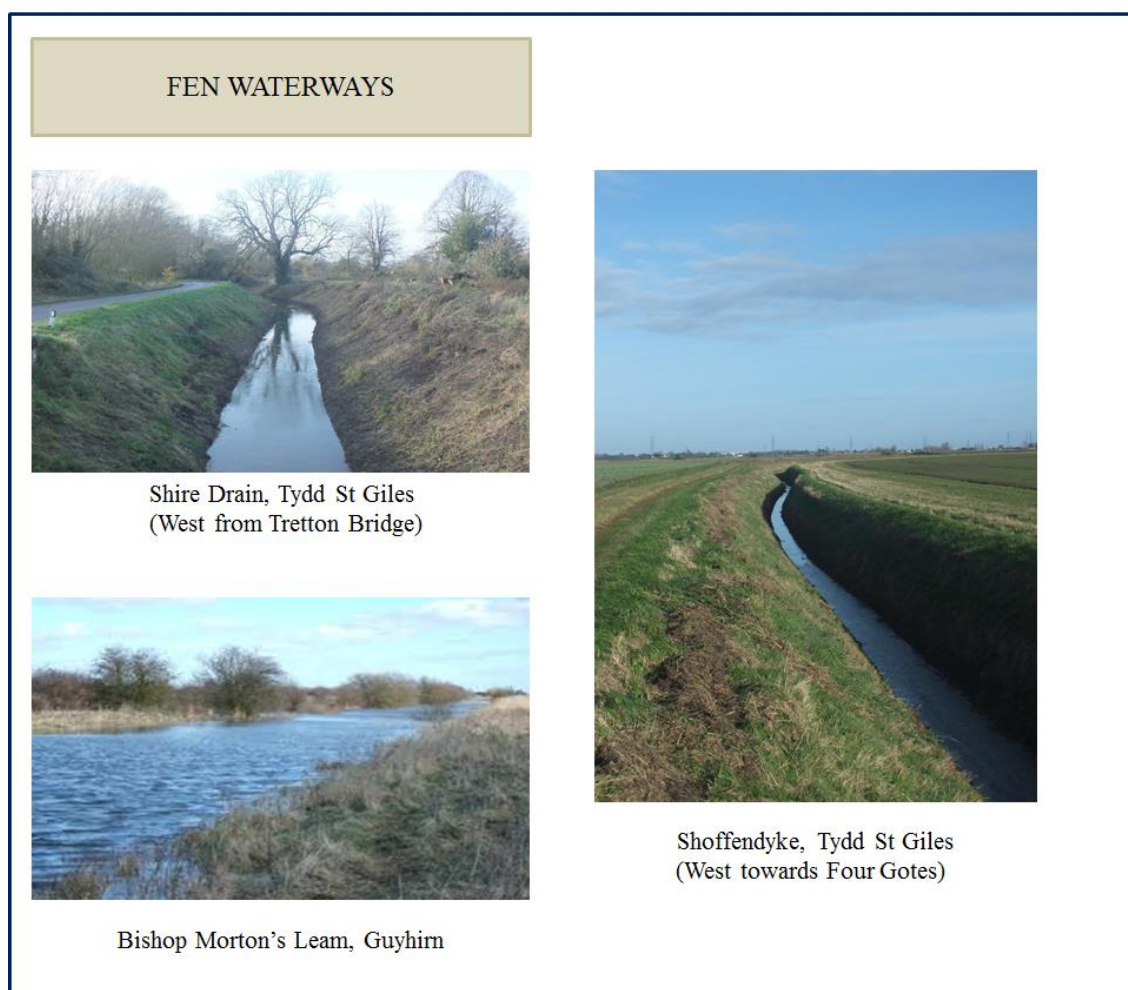 FEN WATERWAYS
Shire Drain, Tydd St Giles
(West from Tretton Bridge)
Bishop Morton’s Leam, Guyhirn
Shoffendyke, Tydd St Giles
(West towards Four Gotes)